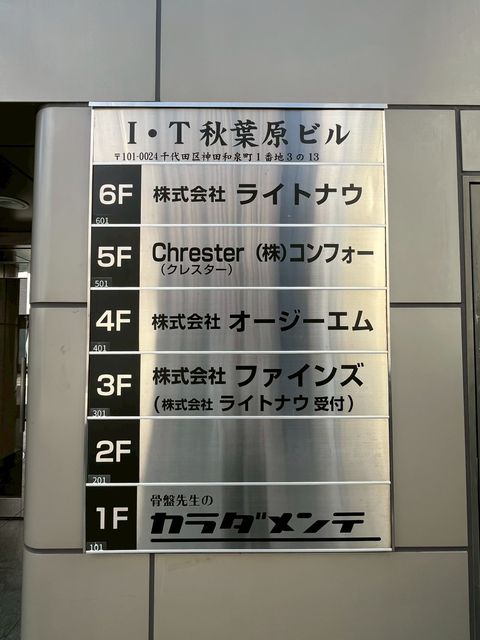 I・T 秋葉原ビル
〒101-0024 千代田区神田和泉町1番地3の13
6F 株式会社 ライトナウ
601
5F Chrester (株)コンフォー
(クレスター)
501
4F 株式会社 オージーエム
401
3F 株式会社 ファインズ
(株式会社 ライトナウ 受付)
301
2F
201
骨盤先生の
1F カラダメンテ
101